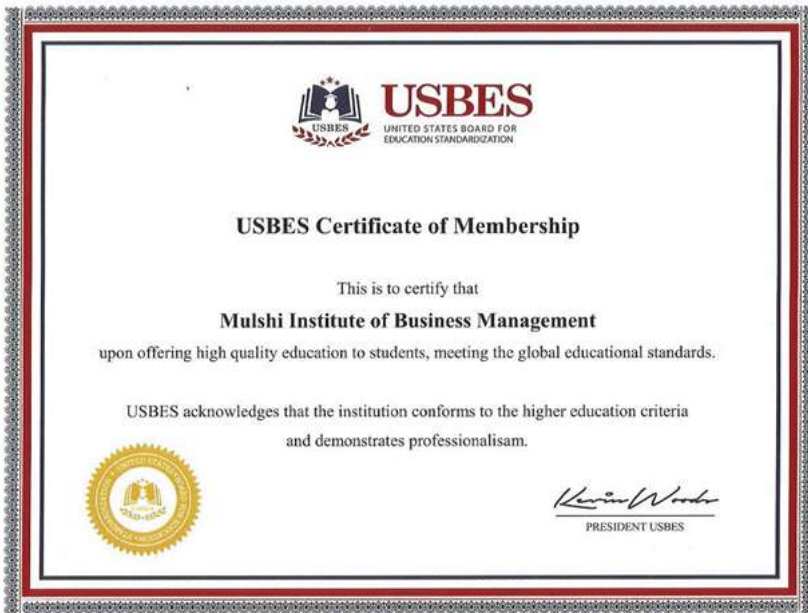 USBES
USBES
UNITED STATES BOARD FOR
EDUCATION STANDARDIZATION
USBES Certificate of Membership
This is to certify that
Mulshi Institute of Business Management
upon offering high quality education to students, meeting the global educational standards.
USBES acknowledges that the institution conforms to the higher education criteria
and demonstrates professionalisam.
Kevin Woods
PRESIDENT USBES